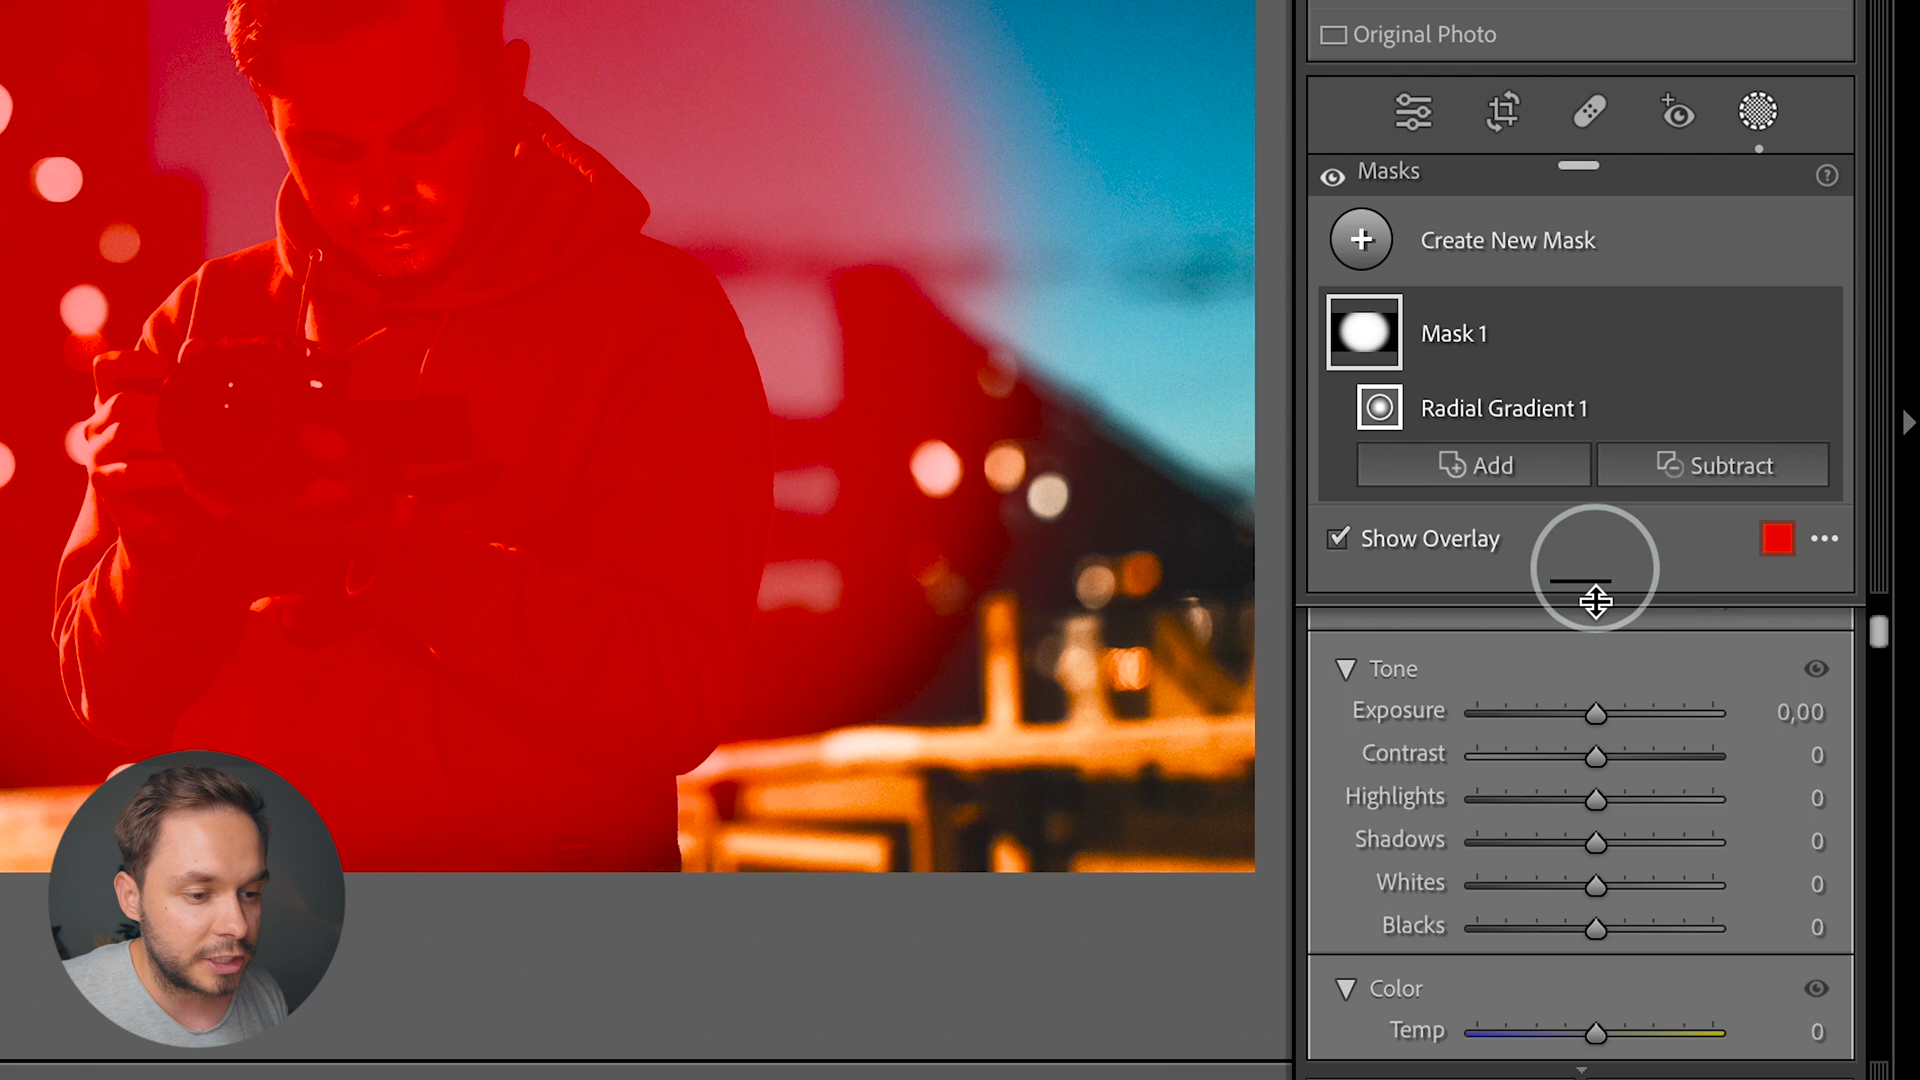 Original Photo
Masks
Create New Mask
Mask 1
Radial Gradient 1
Add
Subtract
Show Overlay
Tone
Exposure 0,00
Contrast 0
Highlights 0
Shadows 0
Whites 0
Blacks 0
Color
Temp 0